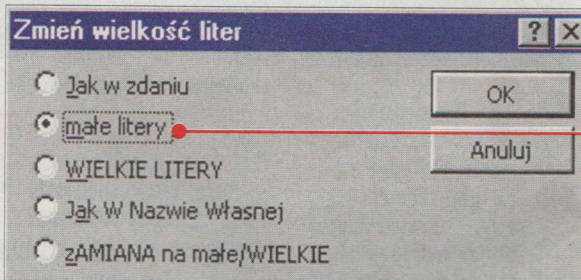 Zmień wielkość liter
? X
Jak w zdaniu
OK
małe litery
Anuluj
WIELKIE LITERY
Jak W Nazwie Własnej
zAMIANA na małe/WIELKIE